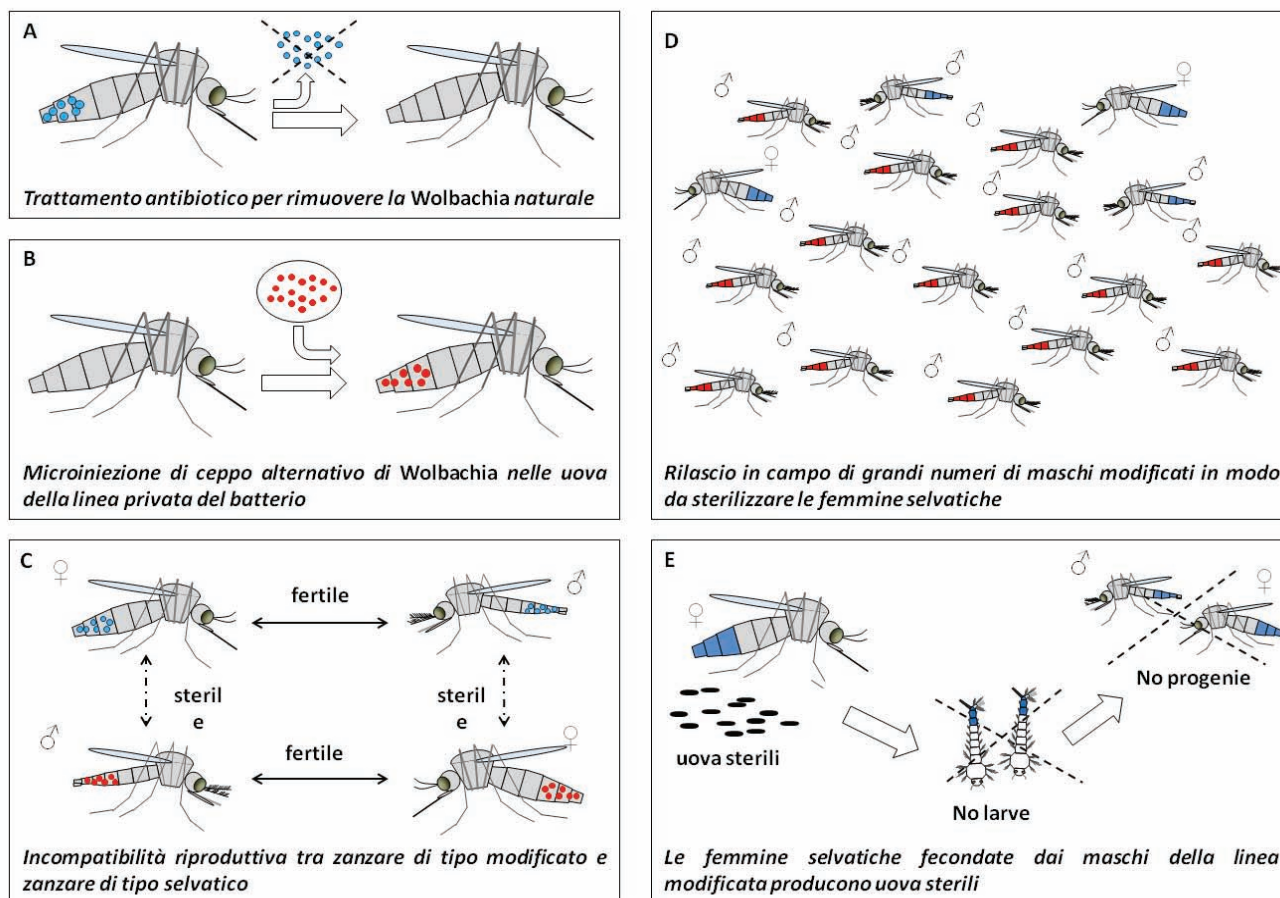 A
Trattamento antibiotico per rimuovere la Wolbachia naturale
B
Microiniezione di ceppo alternativo di Wolbachia nelle uova
della linea privata del batterio
C
♀
♂
fertile
steril
e
steril
e
♂
♀
fertile
Incompatibilità riproduttiva tra zanzare di tipo modificato e
zanzare di tipo selvatico
D
Rilascio in campo di grandi numeri di maschi modificati in modo
da sterilizzare le femmine selvatiche
E
♀
♂
♀
No progenie
uova sterili
No larve
Le femmine selvatiche fecondate dai maschi della linea
modificata producono uova sterili